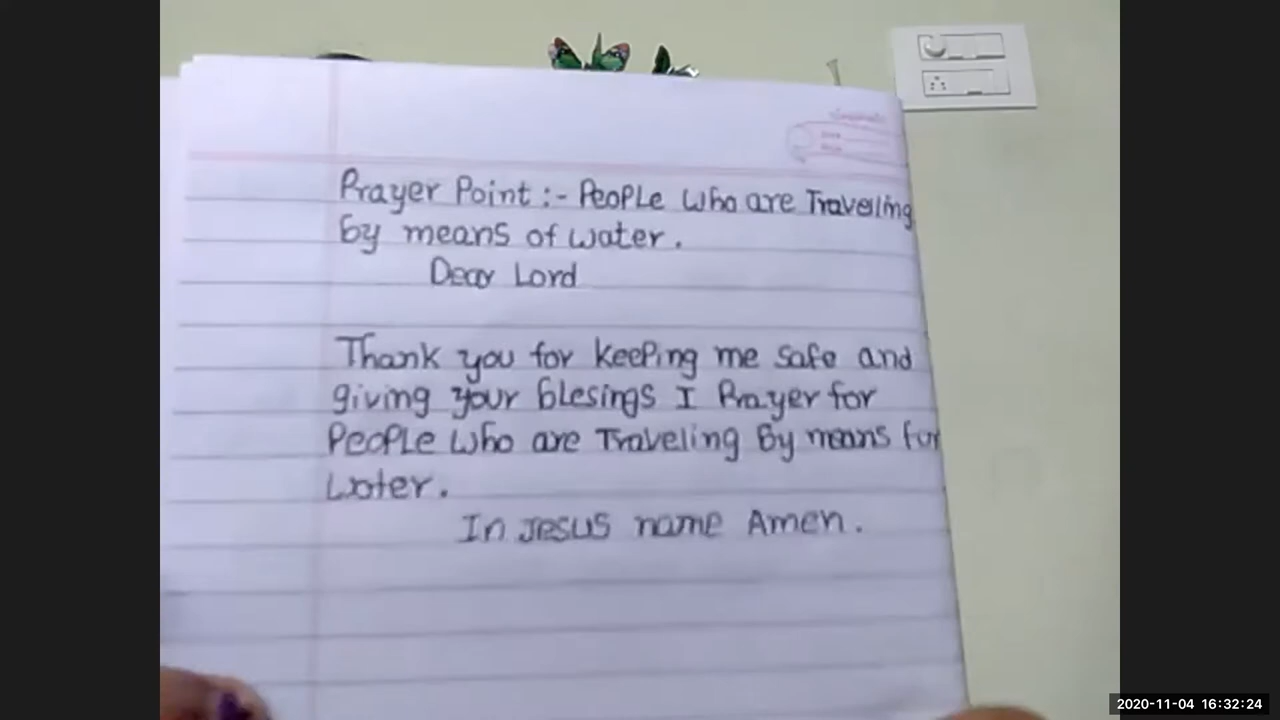 Prayer Point :- People who are Traveling
by means of water.
Dear Lord
Thank you for keeping me safe and
giving your blesings I Prayer for
People who are Traveling By means for
water.
In Jesus name Amen.
2020-11-04 16:32:24